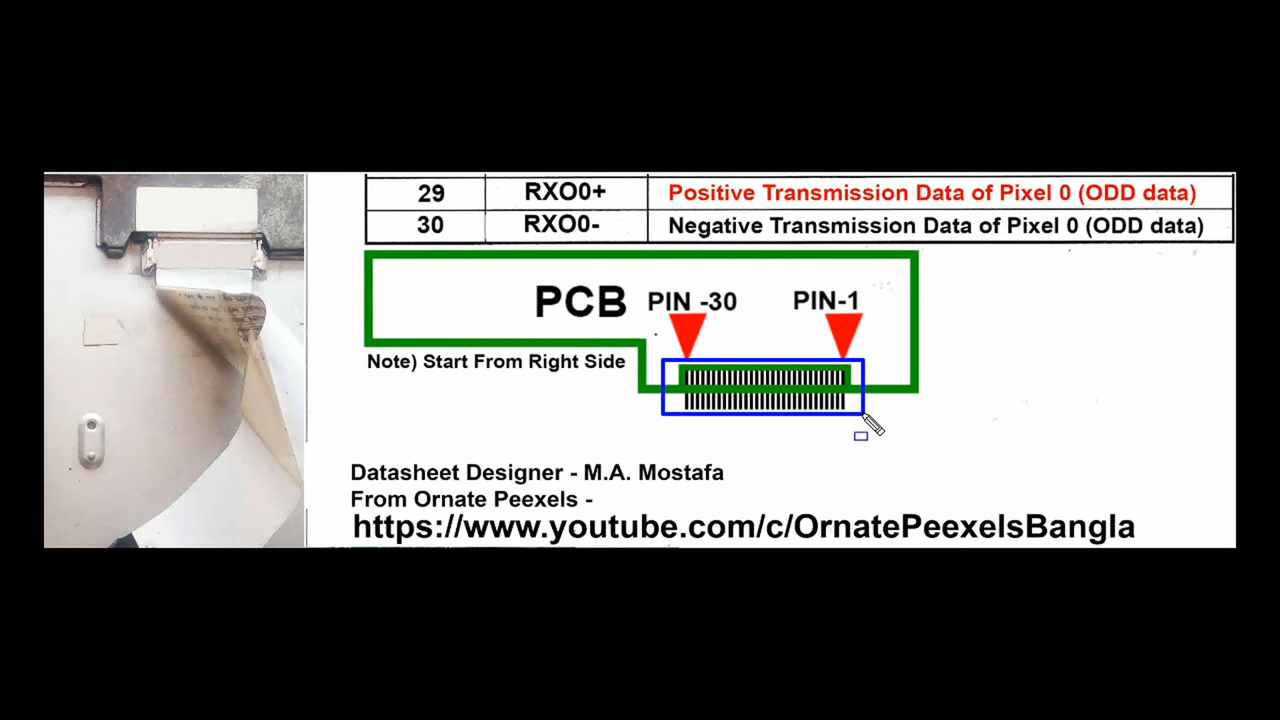 29 RXO0+ Positive Transmission Data of Pixel 0 (ODD data)
30 RXO0- Negative Transmission Data of Pixel 0 (ODD data)
PCB PIN -30 PIN-1
Note) Start From Right Side
Datasheet Designer - M.A. Mostafa
From Ornate Peexels -
https://www.youtube.com/c/OrnatePeexelsBangla